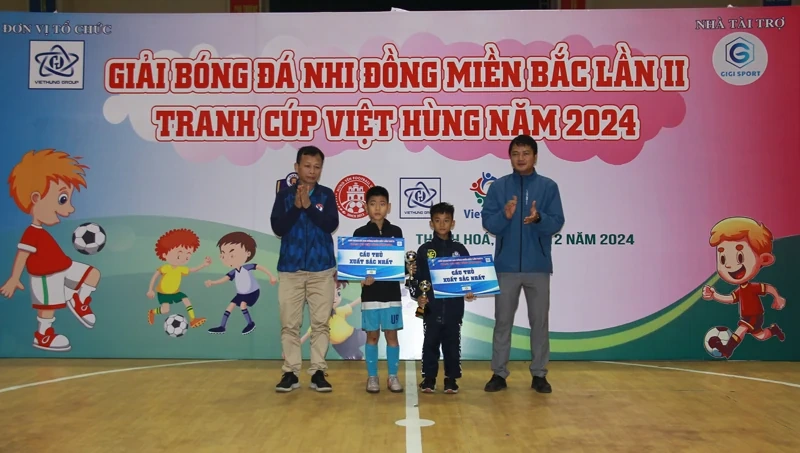 ĐƠN VỊ TỔ CHỨC
NHÀ TÀI TRỢ
VIETHUNG GROUP
GIGI SPORT
GIẢI BÓNG ĐÁ NHI ĐỒNG MIỀN BẮC LẦN II
TRANH CÚP VIỆT HÙNG NĂM 2024
VIETHUNG GROUP
2 NĂM 2024
CẦU THỦ
XUẤT SẮC NHẤT
CẦU THỦ
XUẤT SẮC NHẤT